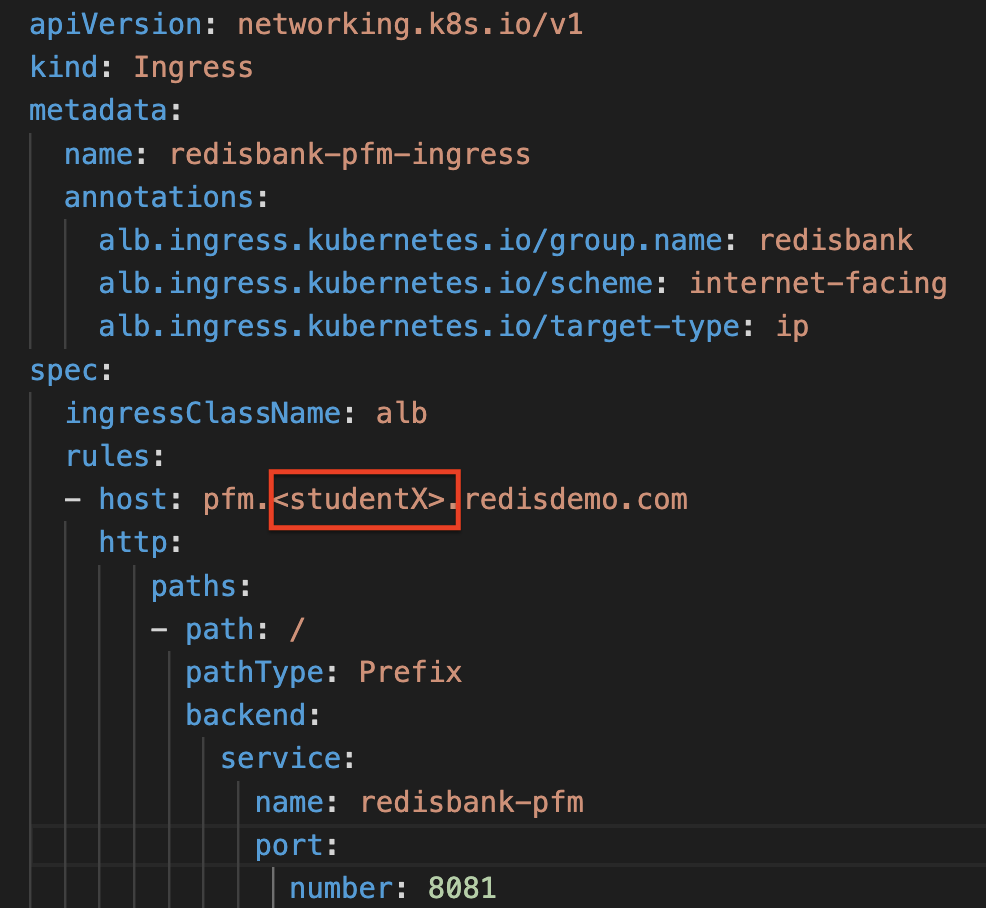 apiVersion: networking.k8s.io/v1
kind: Ingress
metadata:
  name: redisbank-pfm-ingress
  annotations:
    alb.ingress.kubernetes.io/group.name: redisbank
    alb.ingress.kubernetes.io/scheme: internet-facing
    alb.ingress.kubernetes.io/target-type: ip
spec:
  ingressClassName: alb
  rules:
  - host: pfm.<studentX>.redisdemo.com
    http:
       paths:
       - path: /
         pathType: Prefix
         backend:
           service:
             name: redisbank-pfm
             port:
               number: 8081